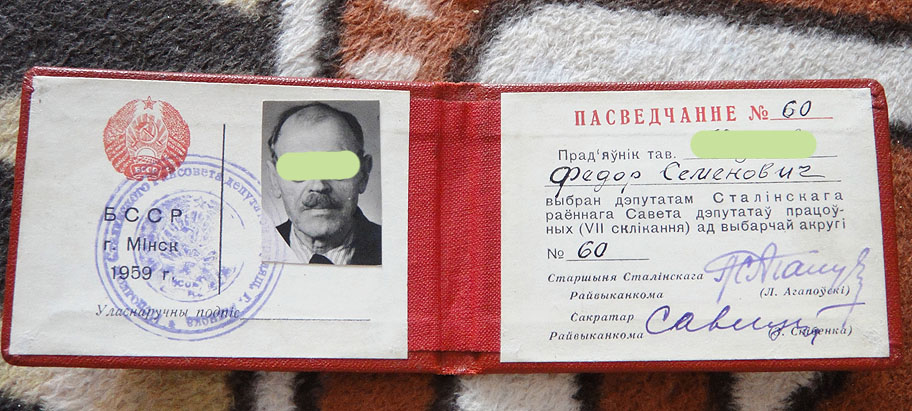 БССР
БССР
г. Мінск
1959 г.
Уласнаручны подпіс
ПАСВЕДЧАННЕ № 60
Прад'яўнік тав.
Федор Семенович
выбран дэпутатам Сталінскага
раённага Савета дэпутатаў працоў-
ных (VII склікання) ад выбарчай акругі
№ 60
Старшыня Сталінскага
Райвыканкома (Л. Агапоўскі)
Сакратар
Райвыканкома